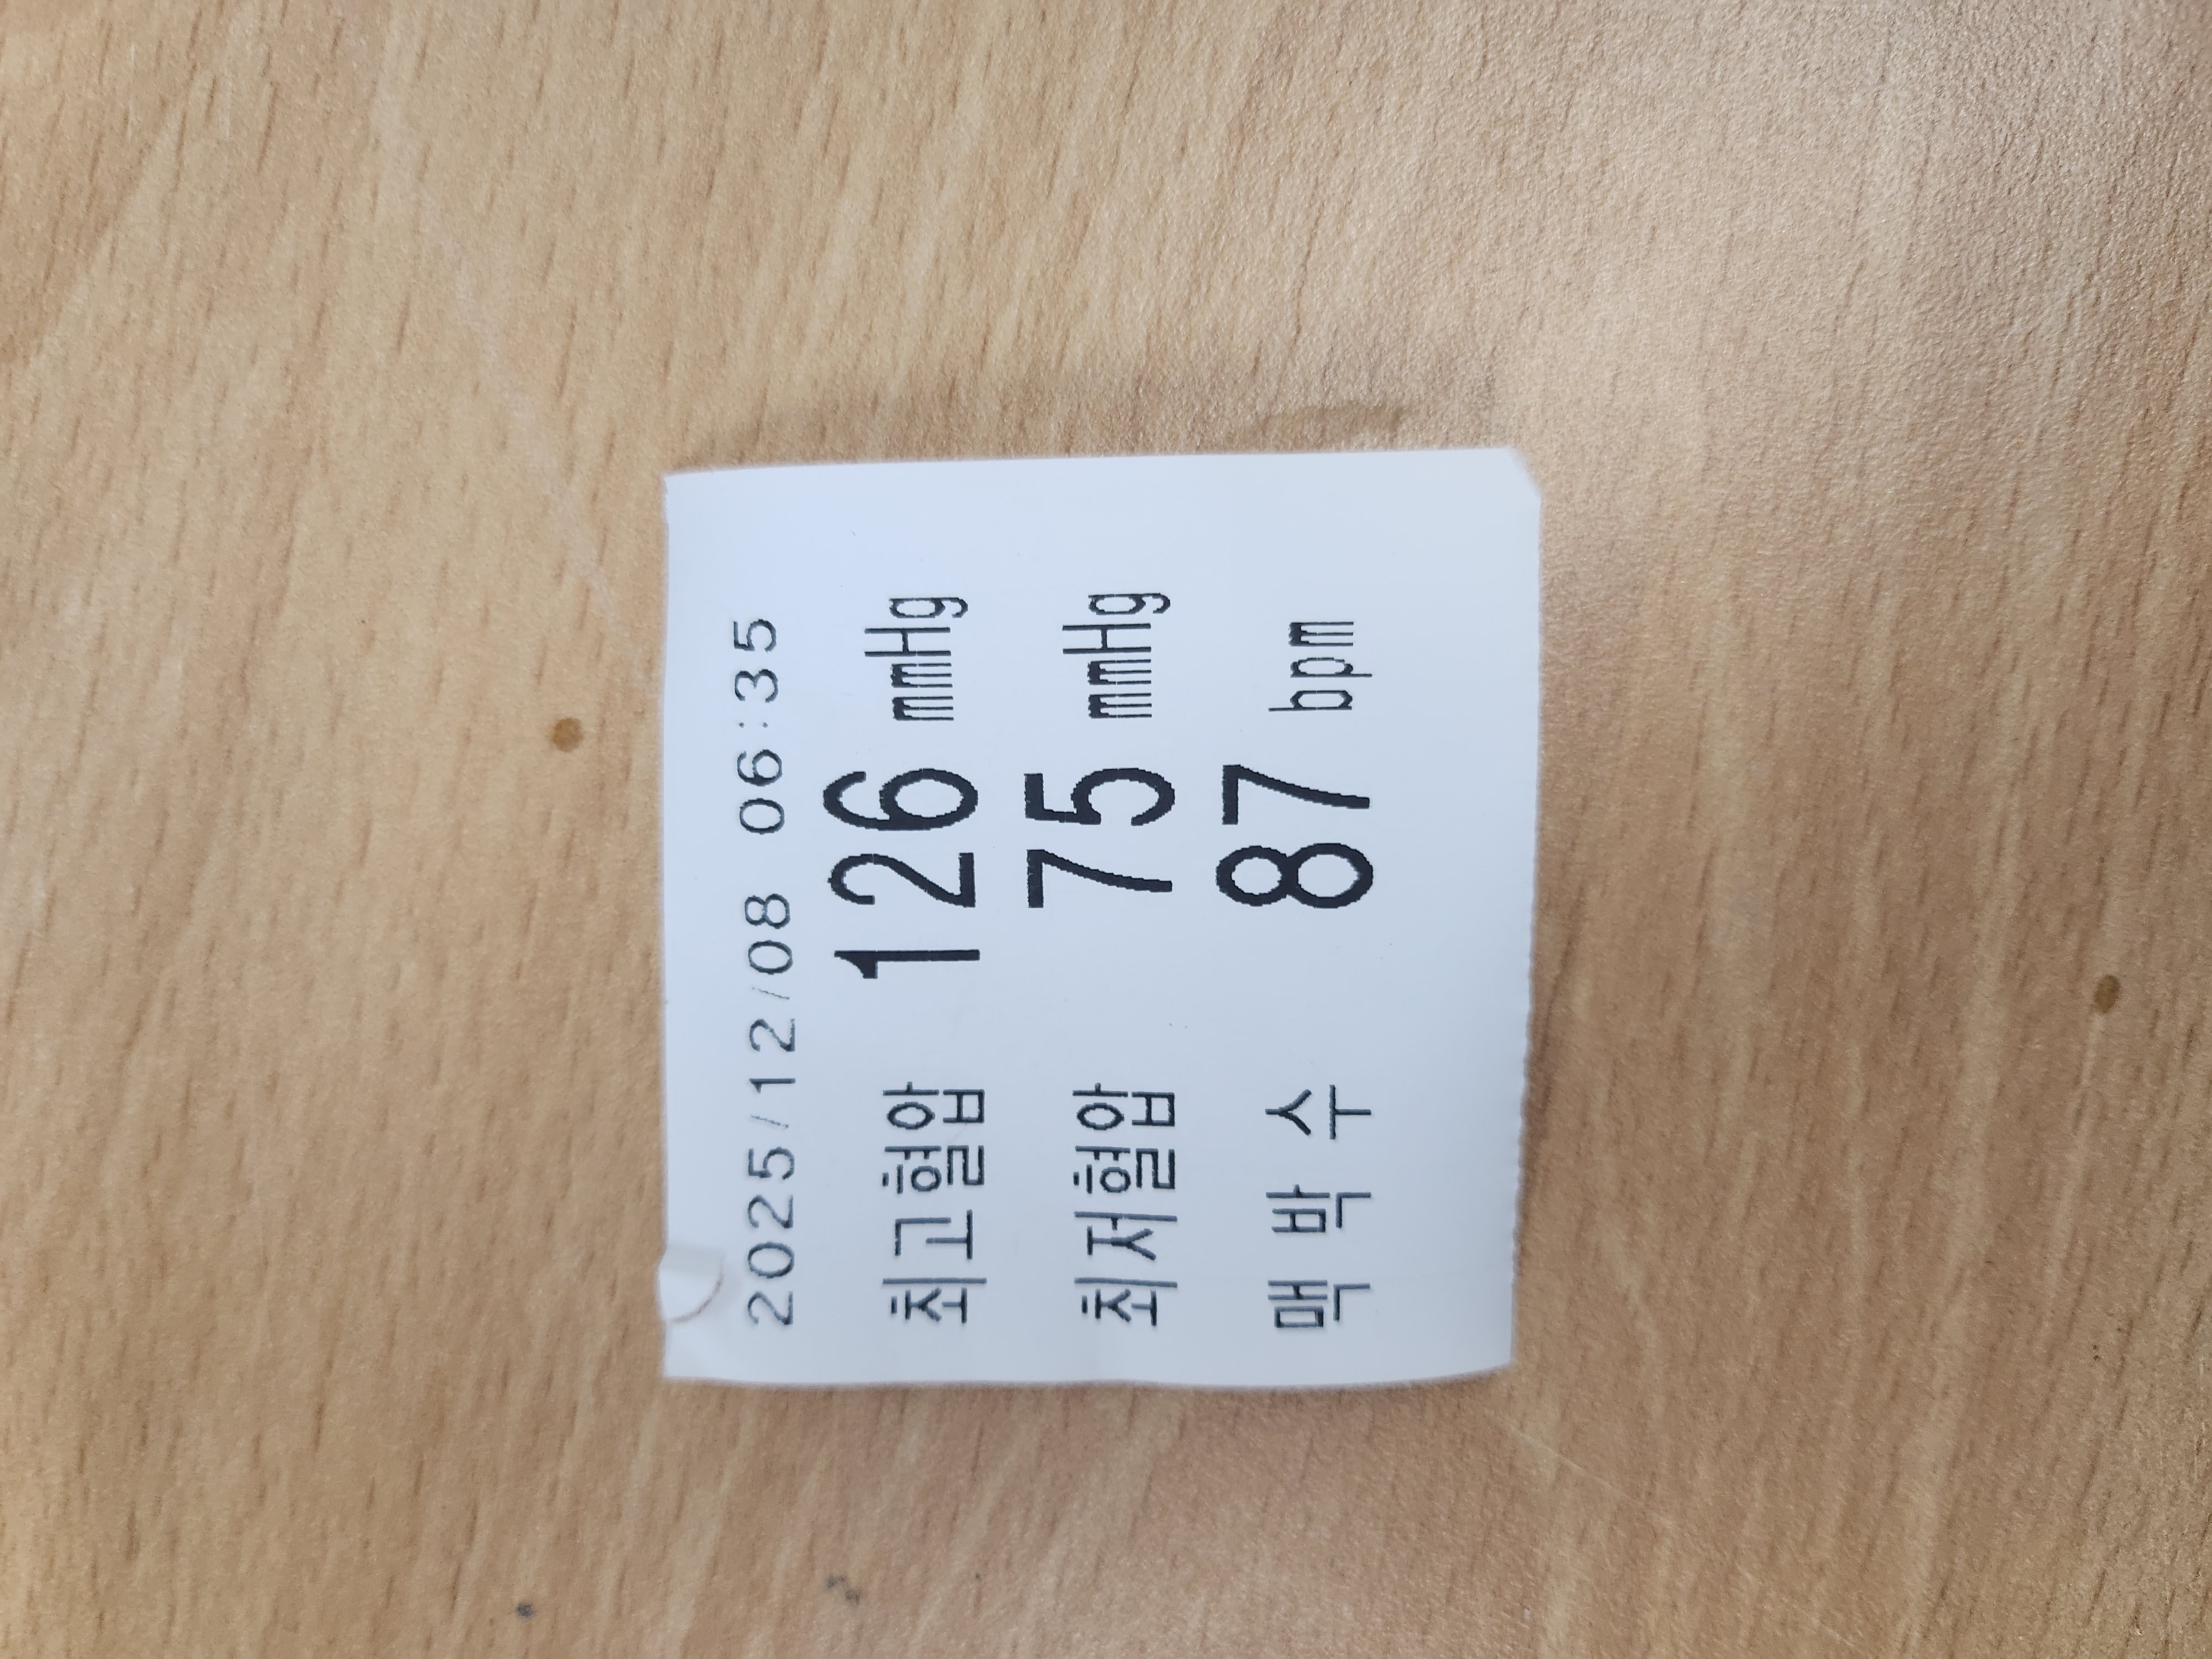 2025/12/08 06:35
최고혈압 126 mmHg
최저혈압 75 mmHg
맥 박 수 87 bpm